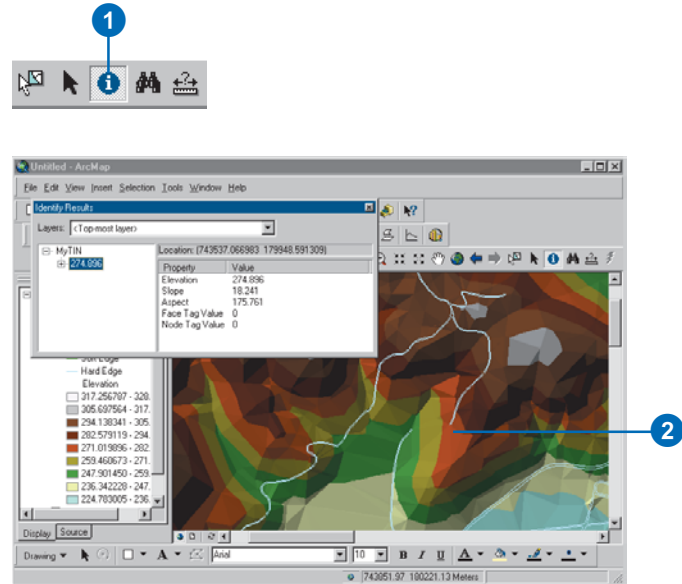 1
Untitled - ArcMap
File Edit View Insert Selection Tools Window Help
Identify Results
Layers: <Top-most layer>
MyTIN
274.896
Location: (743537.066983 179948.591309)
Property Value
Elevation 274.896
Slope 18.241
Aspect 175.761
Face Tag Value 0
Node Tag Value 0
Hard Edge
Elevation
317.256787 - 328.
305.697564 - 317.
294.138341 - 305.
282.579119 - 294.
271.019896 - 282.
259.460673 - 271.
247.901450 - 259.
236.342228 - 247.
224.783005 - 236.
2
Display Source
Drawing A Arial 10 B I U A
743851.97 180221.13 Meters